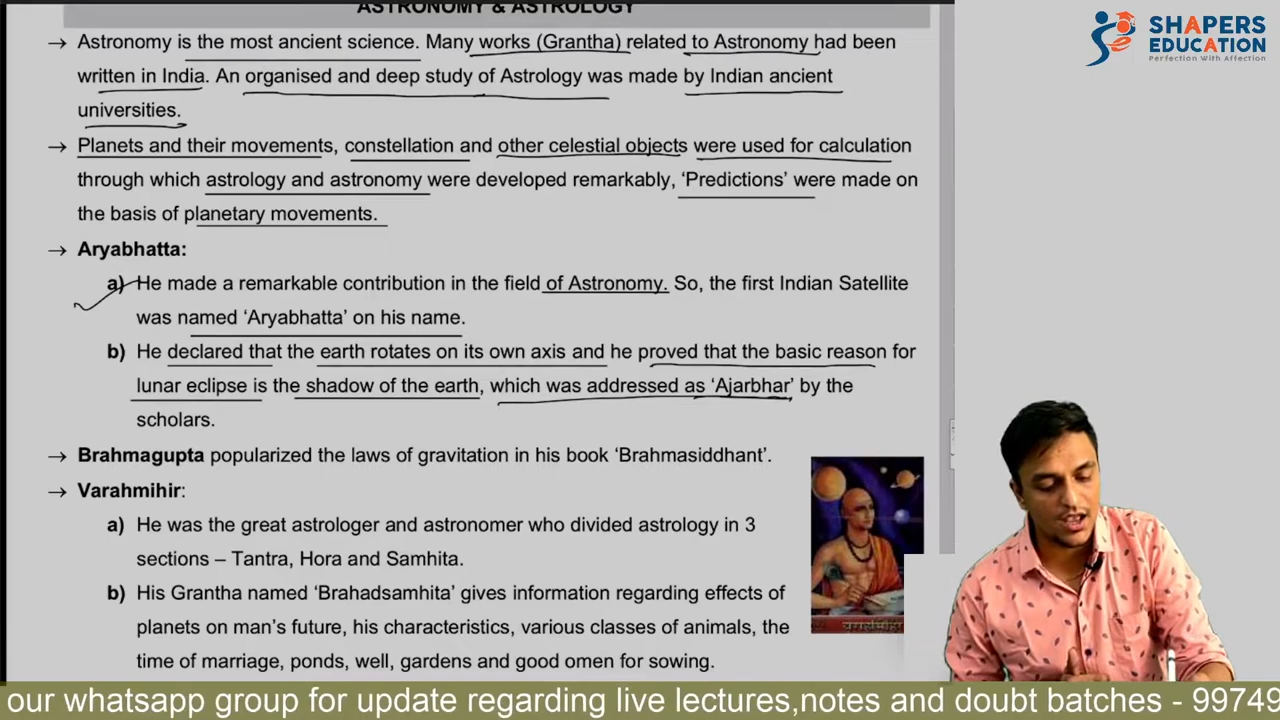 ASTRONOMY & ASTROLOGY
SHAPERS
EDUCATION
Perfection With Affection
→ Astronomy is the most ancient science. Many works (Grantha) related to Astronomy had been
written in India. An organised and deep study of Astrology was made by Indian ancient
universities.
→ Planets and their movements, constellation and other celestial objects were used for calculation
through which astrology and astronomy were developed remarkably, ‘Predictions’ were made on
the basis of planetary movements.
→ Aryabhatta:
a) He made a remarkable contribution in the field of Astronomy. So, the first Indian Satellite
was named ‘Aryabhatta’ on his name.
b) He declared that the earth rotates on its own axis and he proved that the basic reason for
lunar eclipse is the shadow of the earth, which was addressed as ‘Ajarbhar’ by the
scholars.
→ Brahmagupta popularized the laws of gravitation in his book ‘Brahmasiddhant’.
→ Varahmihir:
a) He was the great astrologer and astronomer who divided astrology in 3
sections – Tantra, Hora and Samhita.
b) His Grantha named ‘Brahadsamhita’ gives information regarding effects of
planets on man’s future, his characteristics, various classes of animals, the
time of marriage, ponds, well, gardens and good omen for sowing.
our whatsapp group for update regarding live lectures,notes and doubt batches - 99749